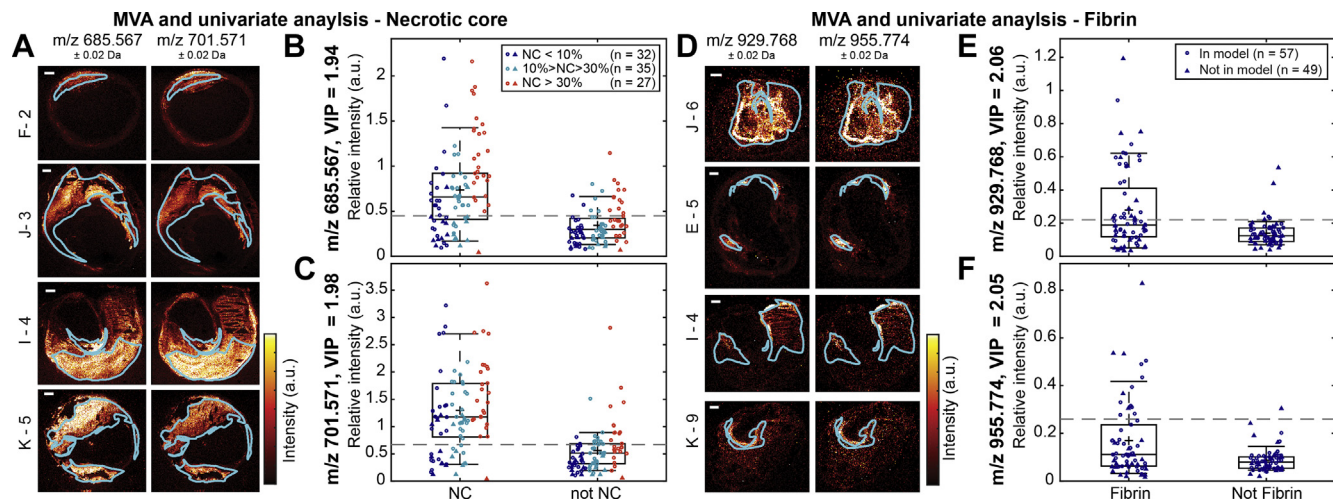 MVA and univariate anaylsis - Necrotic core
MVA and univariate anaylsis - Fibrin
A
m/z 685.567
± 0.02 Da
m/z 701.571
± 0.02 Da
F- 2
J- 3
I - 4
K - 5
Intensity (a.u.)
B
m/z 685.567, VIP = 1.94
Relative intensity (a.u.)
2
1.5
1
0.5
0
NC < 10% (n = 32)
10%>NC>30% (n = 35)
NC > 30% (n = 27)
C
m/z 701.571, VIP = 1.98
Relative intensity (a.u.)
3.5
3
2.5
2
1.5
1
0.5
0
NC
not NC
D
m/z 929.768
± 0.02 Da
m/z 955.774
± 0.02 Da
J - 6
E - 5
I - 4
K - 9
Intensity (a.u.)
E
m/z 929.768, VIP = 2.06
Relative intensity (a.u.)
1.2
1
0.8
0.6
0.4
0.2
0
In model (n = 57)
Not in model (n = 49)
F
m/z 955.774, VIP = 2.05
Relative intensity (a.u.)
0.8
0.6
0.4
0.2
0
Fibrin
Not Fibrin